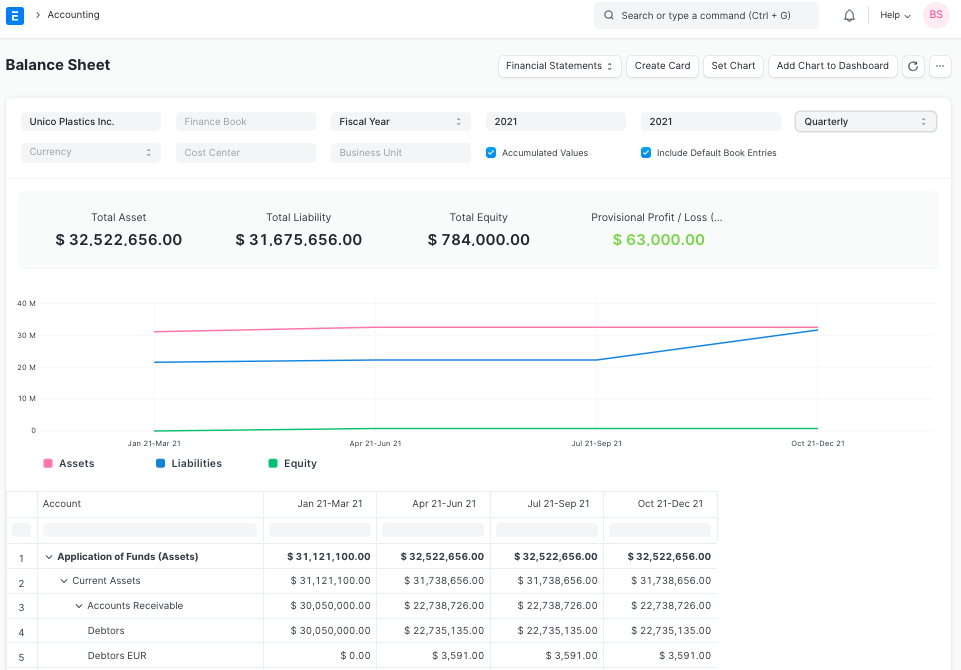 E Accounting Search or type a command (Ctrl + G) Help BS
Balance Sheet Financial Statements Create Card Set Chart Add Chart to Dashboard ...
Unico Plastics Inc. Finance Book Fiscal Year 2021 2021 Quarterly
Currency Cost Center Business Unit Accumulated Values Include Default Book Entries
Total Asset Total Liability Total Equity Provisional Profit / Loss (...
$ 32,522,656.00 $ 31,675,656.00 $ 784,000.00 $ 63,000.00
40 M
30 M
20 M
10 M
0
Jan 21-Mar 21 Apr 21-Jun 21 Jul 21-Sep 21 Oct 21-Dec 21
Assets Liabilities Equity
Account Jan 21-Mar 21 Apr 21-Jun 21 Jul 21-Sep 21 Oct 21-Dec 21
1 Application of Funds (Assets) $ 31,121,100.00 $ 32,522,656.00 $ 32,522,656.00 $ 32,522,656.00
2 Current Assets $ 31,121,100.00 $ 31,738,656.00 $ 31,738,656.00 $ 31,738,656.00
3 Accounts Receivable $ 30,050,000.00 $ 22,738,726.00 $ 22,738,726.00 $ 22,738,726.00
4 Debtors $ 30,050,000.00 $ 22,735,135.00 $ 22,735,135.00 $ 22,735,135.00
5 Debtors EUR $ 0.00 $ 3,591.00 $ 3,591.00 $ 3,591.00